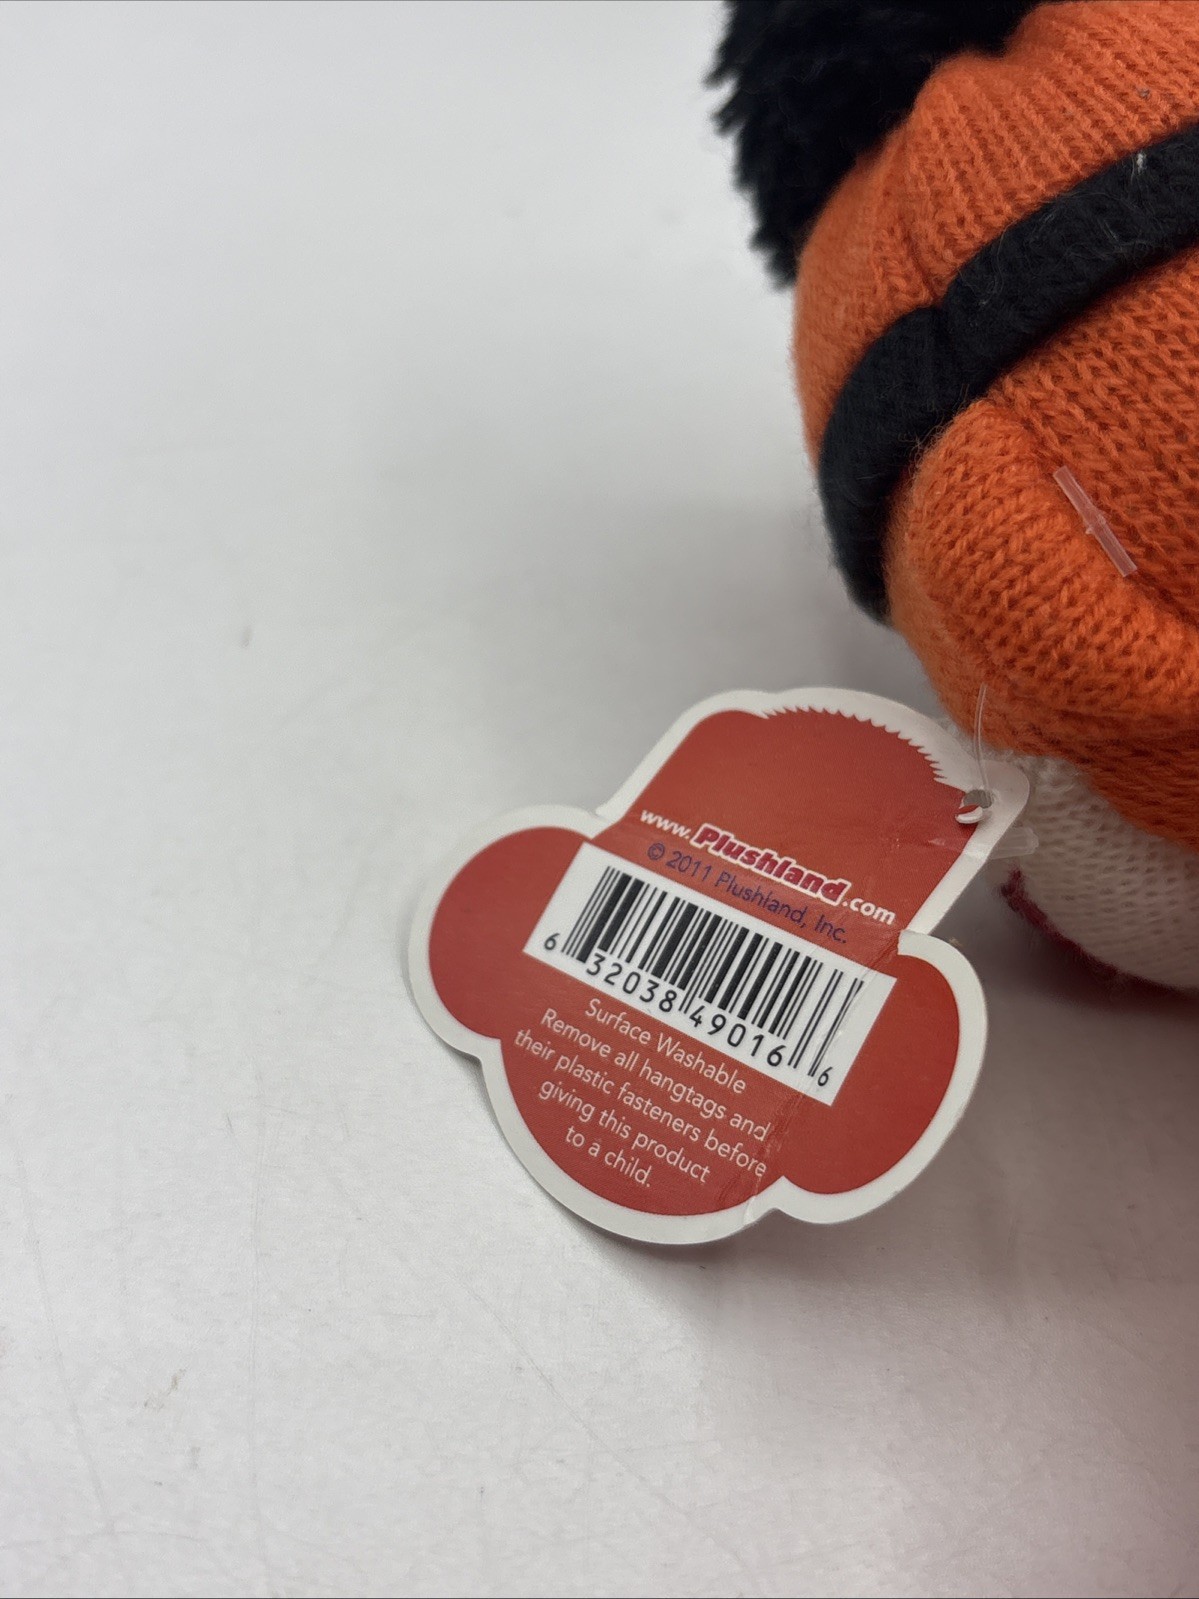 www.Plushland.com
© 2011 Plushland, Inc.
6 32038 49016 6
Surface Washable
Remove all hangtags and
their plastic fasteners before
giving this product
to a child.